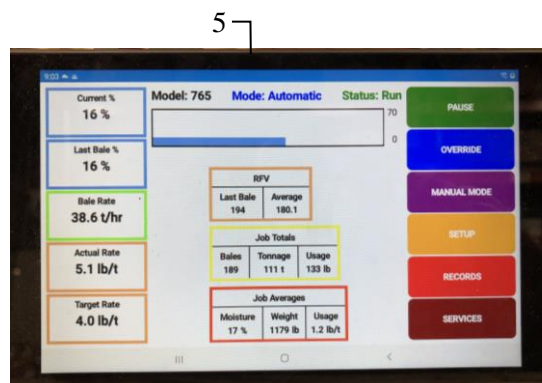 5
9:03
Model: 765 Mode: Automatic Status: Run
70
0
Current %
16 %
Last Bale %
16 %
Bale Rate
38.6 t/hr
Actual Rate
5.1 lb/t
Target Rate
4.0 lb/t
RFV
Last Bale Average
194 180.1
Job Totals
Bales Tonnage Usage
189 111 t 133 lb
Job Averages
Moisture Weight Usage
17 % 1179 lb 1.2 lb/t
PAUSE
OVERRIDE
MANUAL MODE
SETUP
RECORDS
SERVICES